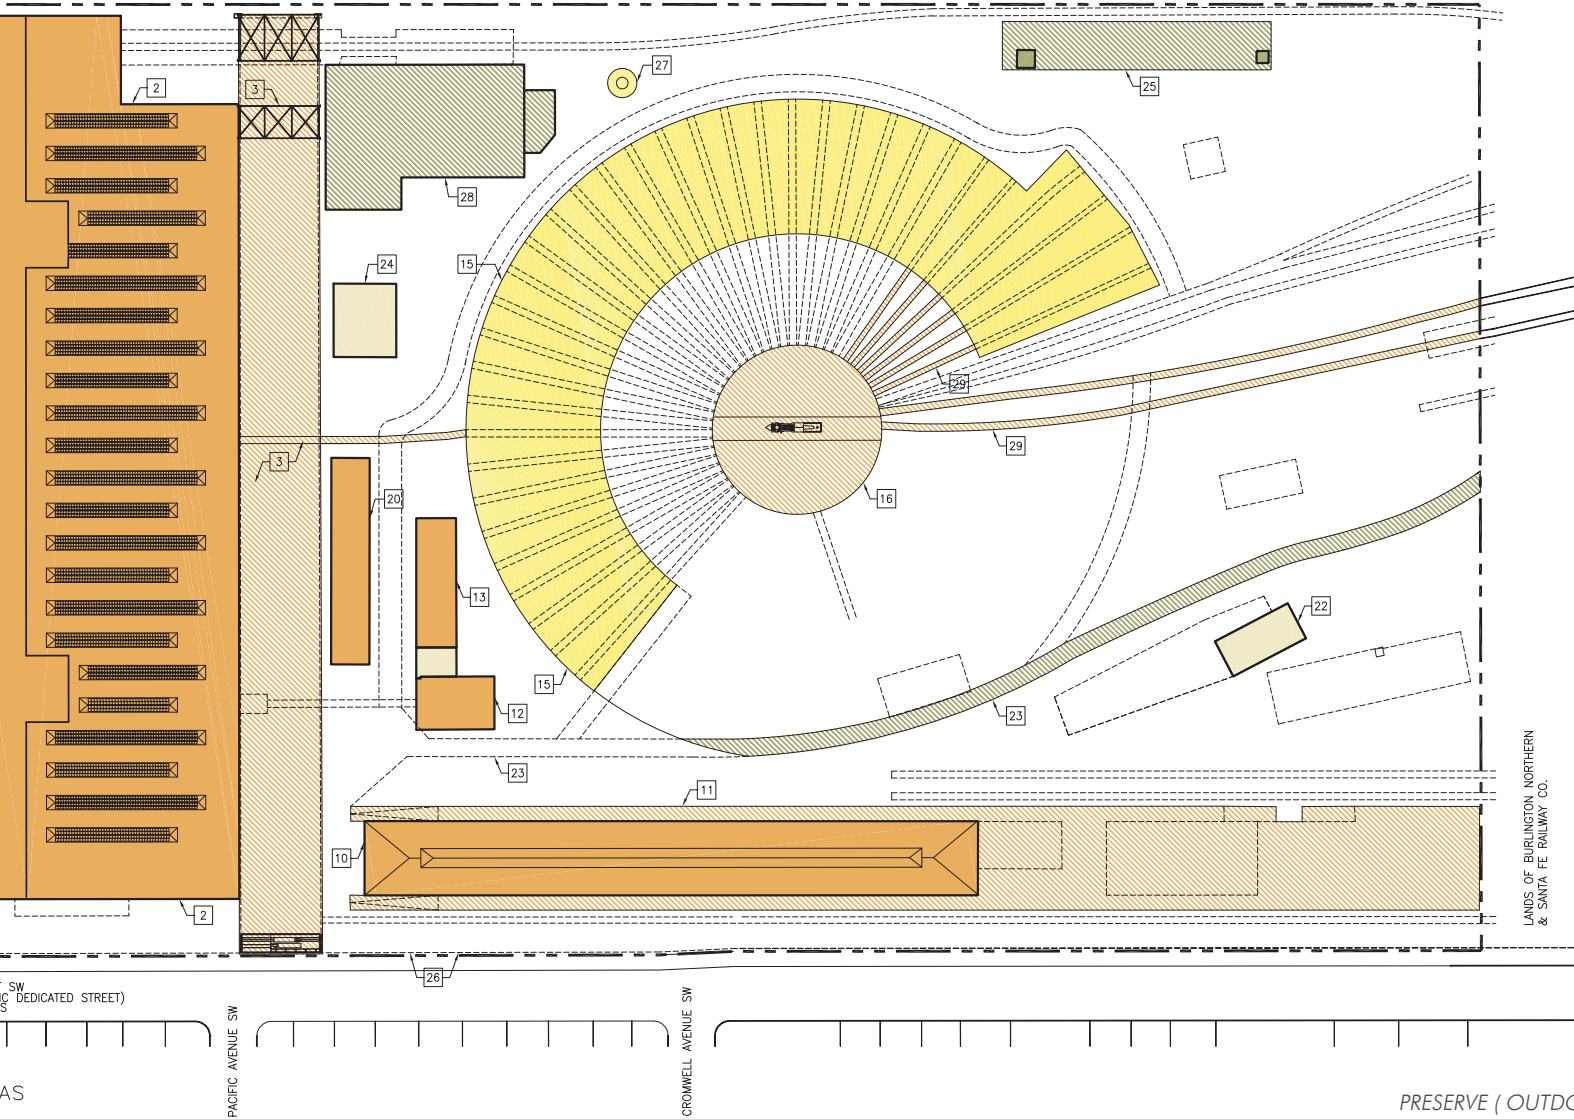 27
2
3
25
28
15
24
29
29
3
20
16
13
22
15
12
23
23
11
10
2
26
LANDS OF BURLINGTON NORTHERN
& SANTA FE RAILWAY CO.
SW
DEDICATED STREET)
S
PACIFIC AVENUE SW
CROMWELL AVENUE SW
AS
PRESERVE ( OUTDO